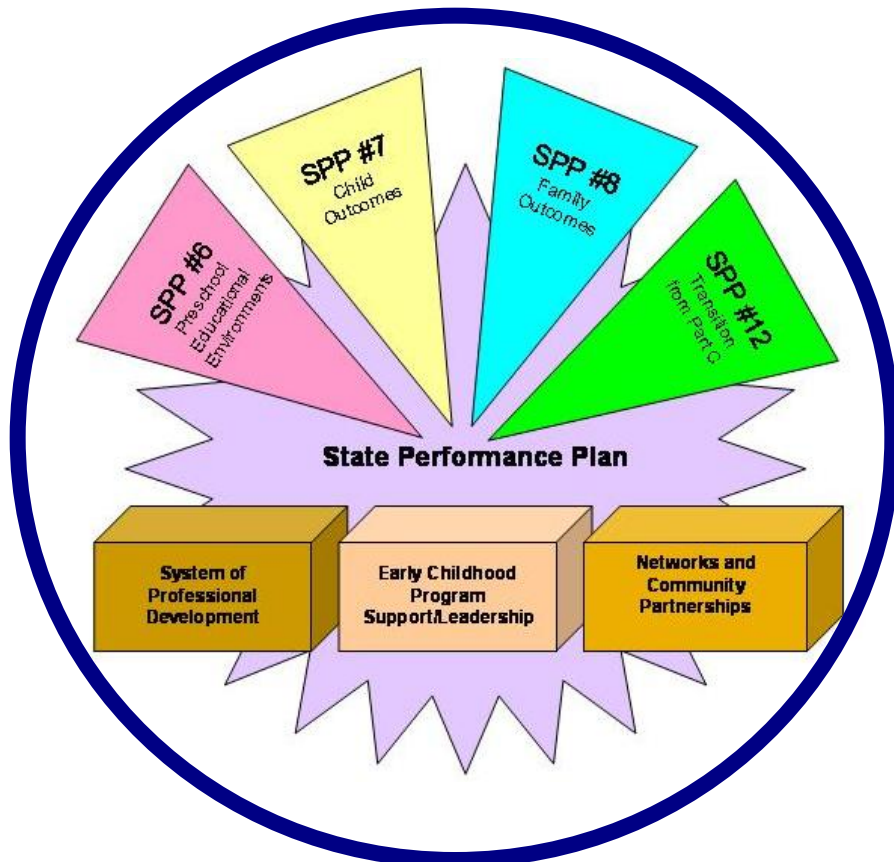 SPP #6
Preschool
Educational
Environments
SPP #7
Child
Outcomes
SPP #8
Family
Outcomes
SPP #12
Transition
from Part C
State Performance Plan
System of
Professional
Development
Early Childhood
Program
Support/Leadership
Networks and
Community
Partnerships